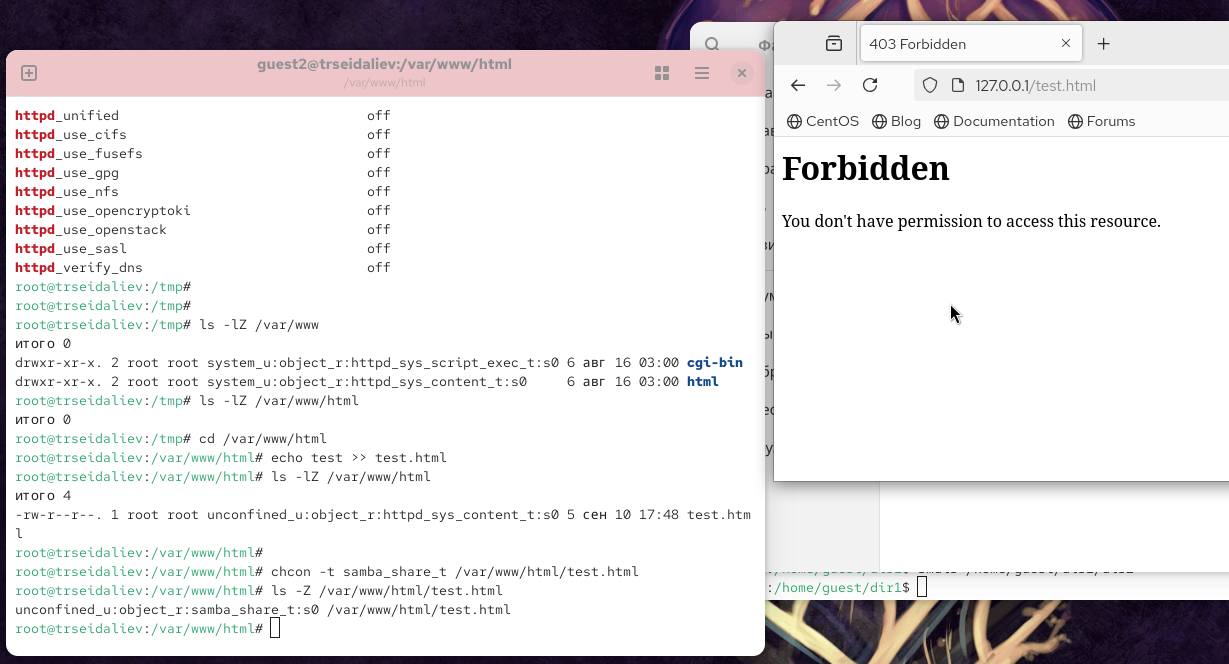 guest2@trseidaliev:/var/www/html
/var/www/html
httpd_unified off
httpd_use_cifs off
httpd_use_fusefs off
httpd_use_gpg off
httpd_use_nfs off
httpd_use_opencryptoki off
httpd_use_openstack off
httpd_use_sasl off
httpd_verify_dns off
root@trseidaliev:/tmp#
root@trseidaliev:/tmp#
root@trseidaliev:/tmp# ls -lZ /var/www
итого 0
drwxr-xr-x. 2 root root system_u:object_r:httpd_sys_script_exec_t:s0 6 авг 16 03:00 cgi-bin
drwxr-xr-x. 2 root root system_u:object_r:httpd_sys_content_t:s0 6 авг 16 03:00 html
root@trseidaliev:/tmp# ls -lZ /var/www/html
итого 0
root@trseidaliev:/tmp# cd /var/www/html
root@trseidaliev:/var/www/html# echo test >> test.html
root@trseidaliev:/var/www/html# ls -lZ /var/www/html
итого 4
-rw-r--r--. 1 root root unconfined_u:object_r:httpd_sys_content_t:s0 5 сен 10 17:48 test.htm
l
root@trseidaliev:/var/www/html#
root@trseidaliev:/var/www/html# chcon -t samba_share_t /var/www/html/test.html
root@trseidaliev:/var/www/html# ls -Z /var/www/html/test.html
unconfined_u:object_r:samba_share_t:s0 /var/www/html/test.html
root@trseidaliev:/var/www/html#
403 Forbidden
127.0.0.1/test.html
CentOS Blog Documentation Forums
Forbidden
You don't have permission to access this resource.
:/home/guest/dir1$